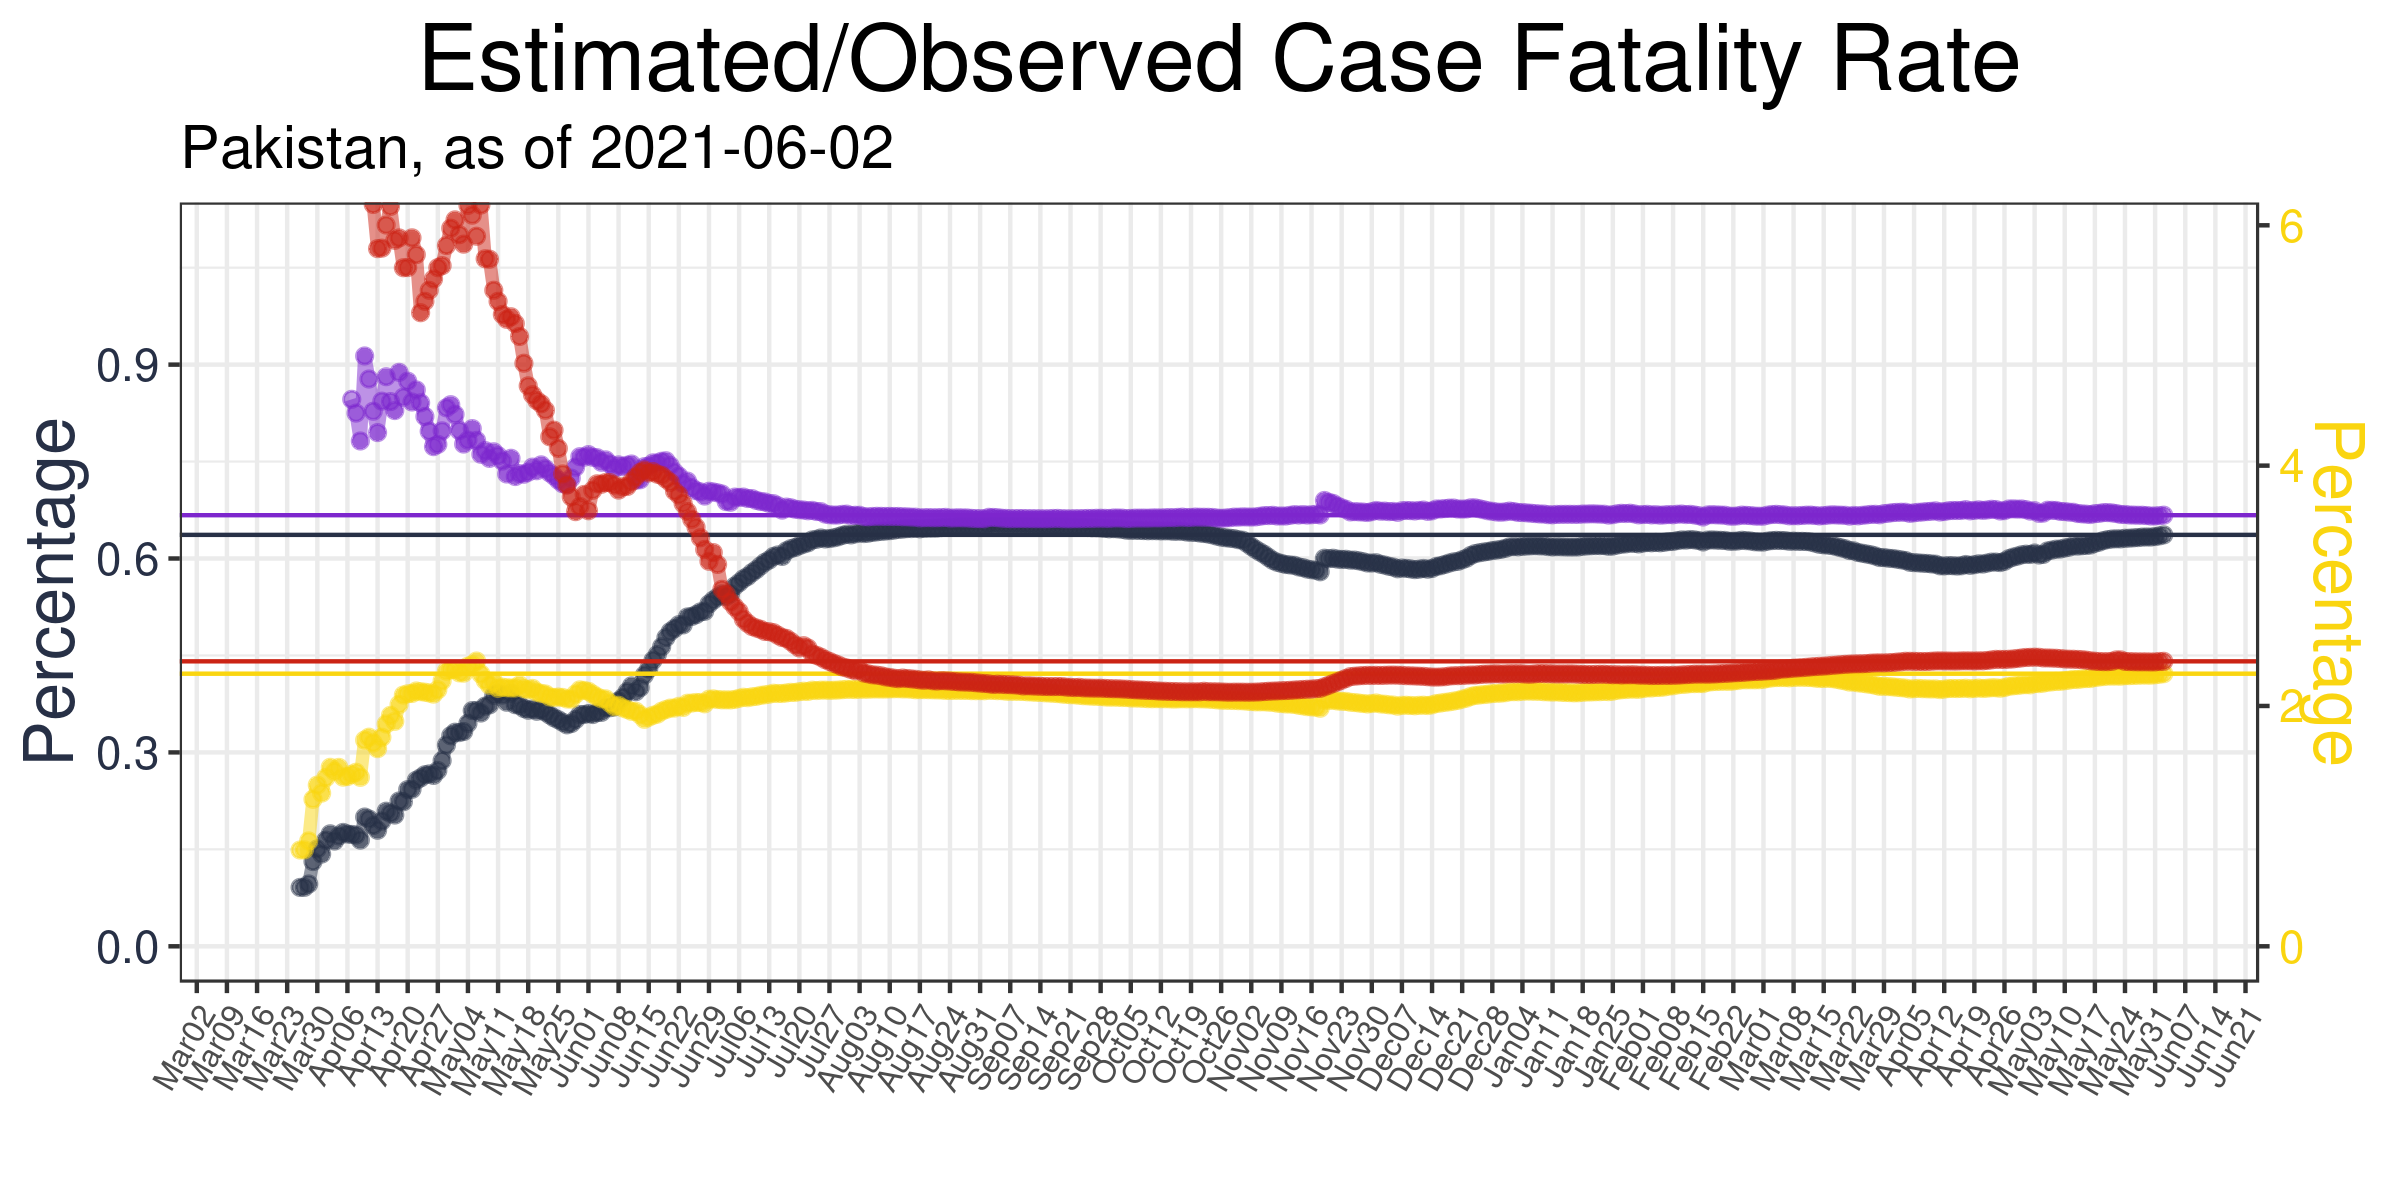 Estimated/Observed Case Fatality Rate
Pakistan, as of 2021-06-02
Percentage
0.9
0.6
0.3
0.0
6
4
2
0
Percentage
Mar02 Mar09 Mar16 Mar23 Mar30 Apr06 Apr13 Apr20 Apr27 May04 May11 May18 May25 Jun01 Jun08 Jun15 Jun22 Jun29 Jul06 Jul13 Jul20 Jul27 Aug03 Aug10 Aug17 Aug24 Aug31 Sep07 Sep14 Sep21 Sep28 Oct05 Oct12 Oct19 Oct26 Nov02 Nov09 Nov16 Nov23 Nov30 Dec07 Dec14 Dec21 Dec28 Jan04 Jan11 Jan18 Jan25 Feb01 Feb08 Feb15 Feb22 Mar01 Mar08 Mar15 Mar22 Mar29 Apr05 Apr12 Apr19 Apr26 May03 May10 May17 May24 May31 Jun07 Jun14 Jun21